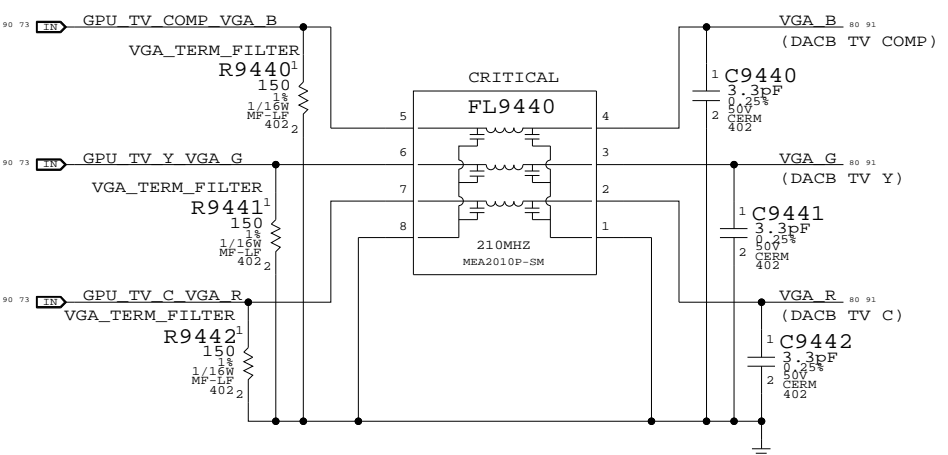 90 73 IN GPU_TV_COMP_VGA_B
VGA_TERM_FILTER
R9440 1
150
1%
1/16W
MF-LF
402 2
90 73 IN GPU_TV_Y_VGA_G
VGA_TERM_FILTER
R9441 1
150
1%
1/16W
MF-LF
402 2
90 73 IN GPU_TV_C_VGA_R
VGA_TERM_FILTER
R9442 1
150
1%
1/16W
MF-LF
402 2
CRITICAL
FL9440
5 4
6 3
7 2
8 1
210MHZ
MEA2010P-SM
VGA_B 80 91
(DACB TV COMP)
1 C9440
3.3pF
0.25%
2 50V
CERM
402
VGA_G 80 91
(DACB TV Y)
1 C9441
3.3pF
0.25%
2 50V
CERM
402
VGA_R 80 91
(DACB TV C)
1 C9442
3.3pF
0.25%
2 50V
CERM
402